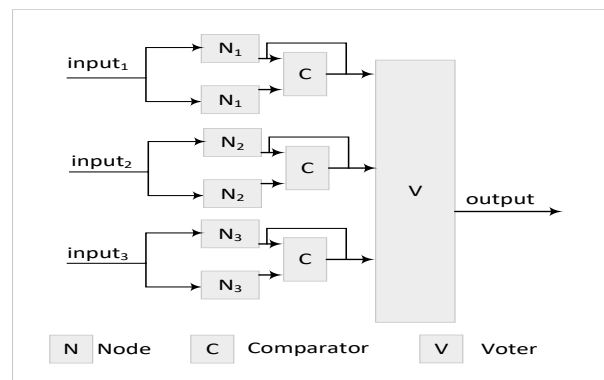 N₁
input₁
C
N₁
N₂
input₂
C
N₂
V
output
N₃
input₃
C
N₃
N Node C Comparator V Voter